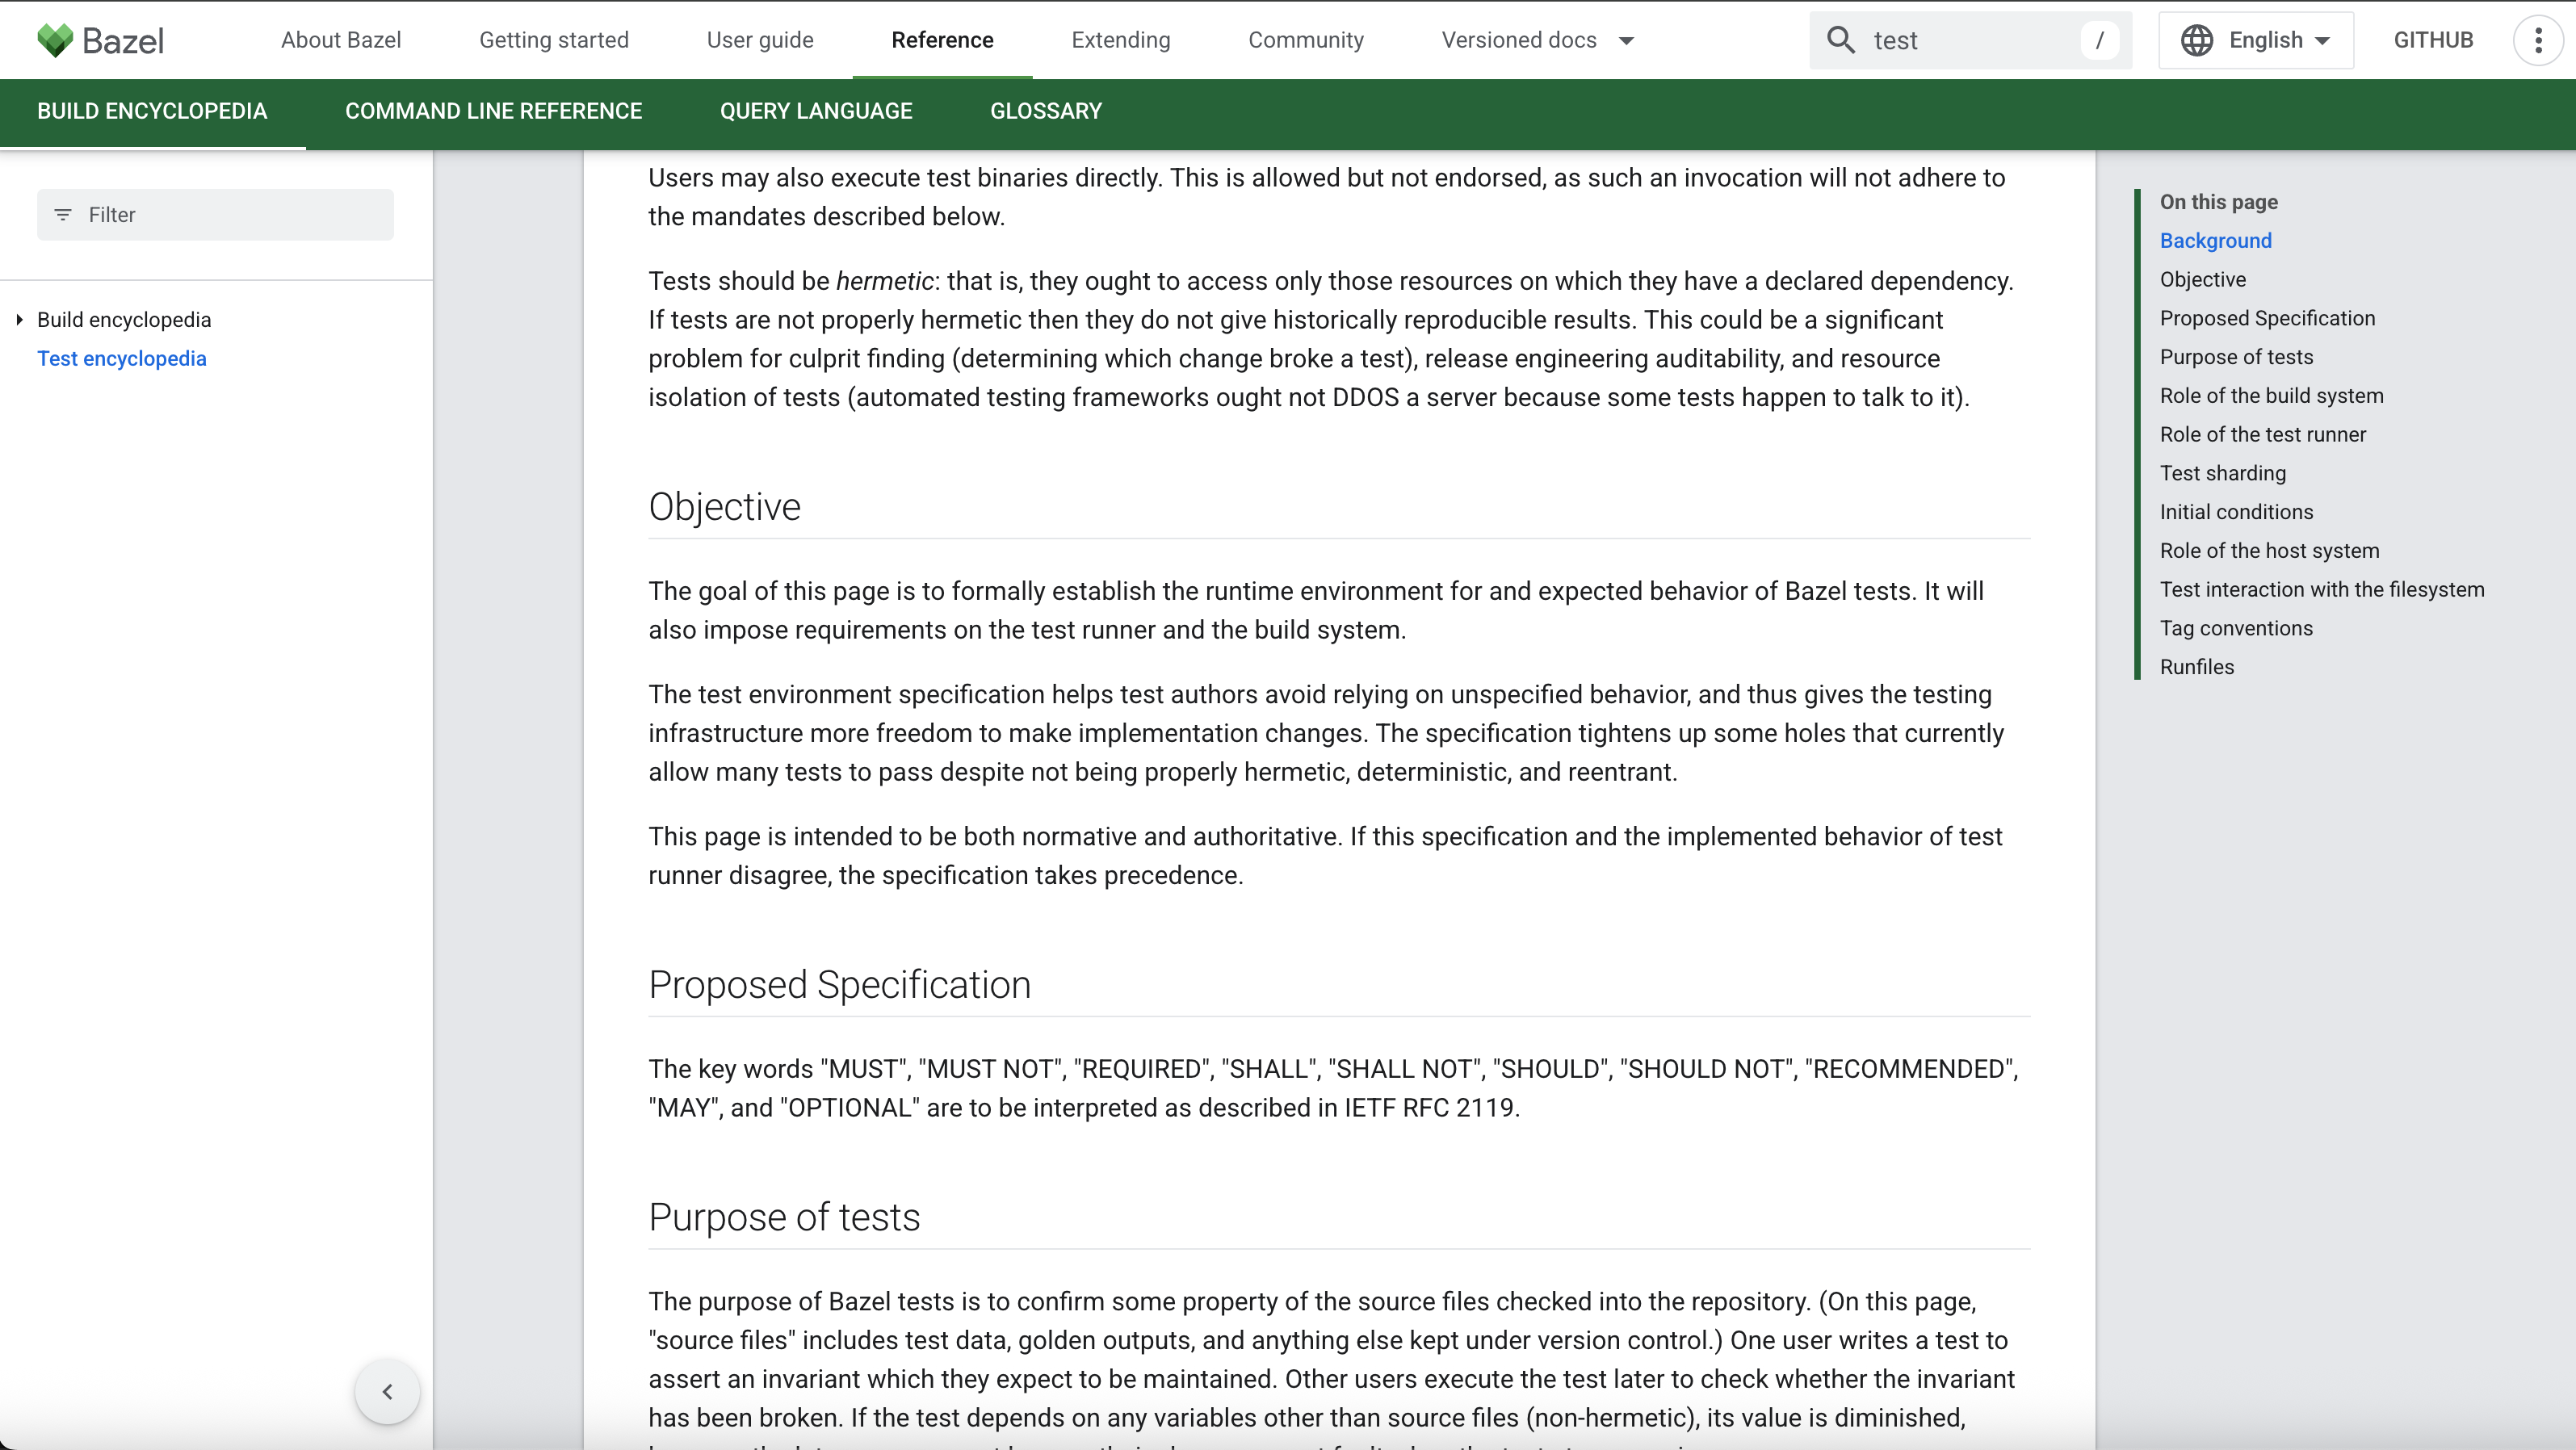 Bazel
About Bazel
Getting started
User guide
Reference
Extending
Community
Versioned docs
test
/
English
GITHUB
BUILD ENCYCLOPEDIA
COMMAND LINE REFERENCE
QUERY LANGUAGE
GLOSSARY
Filter
Build encyclopedia
Test encyclopedia
Users may also execute test binaries directly. This is allowed but not endorsed, as such an invocation will not adhere to
the mandates described below.
Tests should be hermetic: that is, they ought to access only those resources on which they have a declared dependency.
If tests are not properly hermetic then they do not give historically reproducible results. This could be a significant
problem for culprit finding (determining which change broke a test), release engineering auditability, and resource
isolation of tests (automated testing frameworks ought not DDOS a server because some tests happen to talk to it).
Objective
The goal of this page is to formally establish the runtime environment for and expected behavior of Bazel tests. It will
also impose requirements on the test runner and the build system.
The test environment specification helps test authors avoid relying on unspecified behavior, and thus gives the testing
infrastructure more freedom to make implementation changes. The specification tightens up some holes that currently
allow many tests to pass despite not being properly hermetic, deterministic, and reentrant.
This page is intended to be both normative and authoritative. If this specification and the implemented behavior of test
runner disagree, the specification takes precedence.
Proposed Specification
The key words "MUST", "MUST NOT", "REQUIRED", "SHALL", "SHALL NOT", "SHOULD", "SHOULD NOT", "RECOMMENDED",
"MAY", and "OPTIONAL" are to be interpreted as described in IETF RFC 2119.
Purpose of tests
The purpose of Bazel tests is to confirm some property of the source files checked into the repository. (On this page,
"source files" includes test data, golden outputs, and anything else kept under version control.) One user writes a test to
assert an invariant which they expect to be maintained. Other users execute the test later to check whether the invariant
has been broken. If the test depends on any variables other than source files (non-hermetic), its value is diminished,
On this page
Background
Objective
Proposed Specification
Purpose of tests
Role of the build system
Role of the test runner
Test sharding
Initial conditions
Role of the host system
Test interaction with the filesystem
Tag conventions
Runfiles